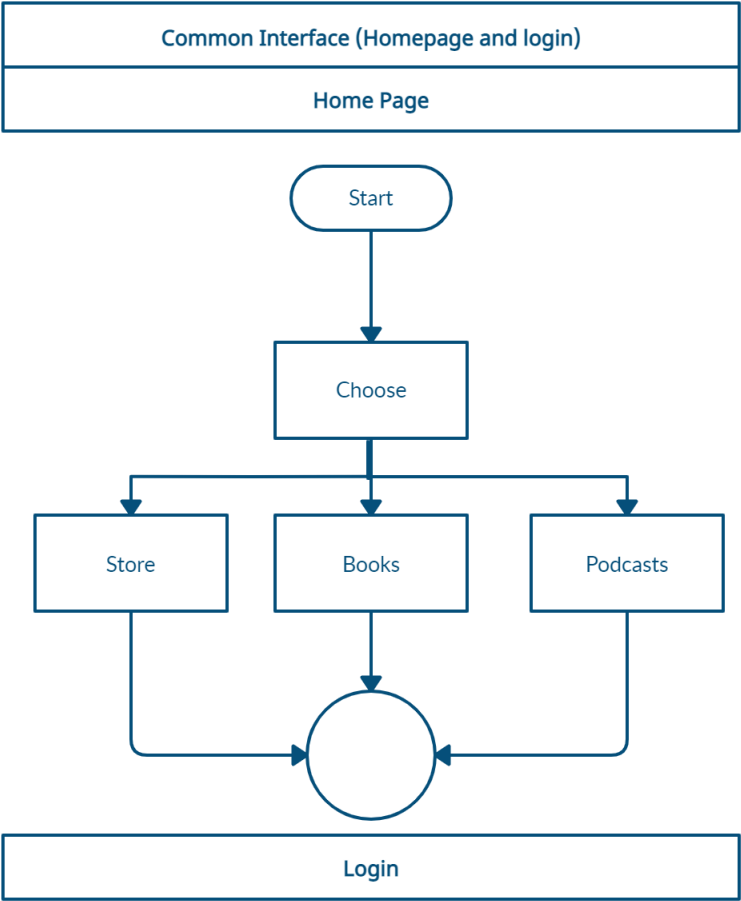 Common Interface (Homepage and login)
Home Page
Start
Choose
Store
Books
Podcasts
Login